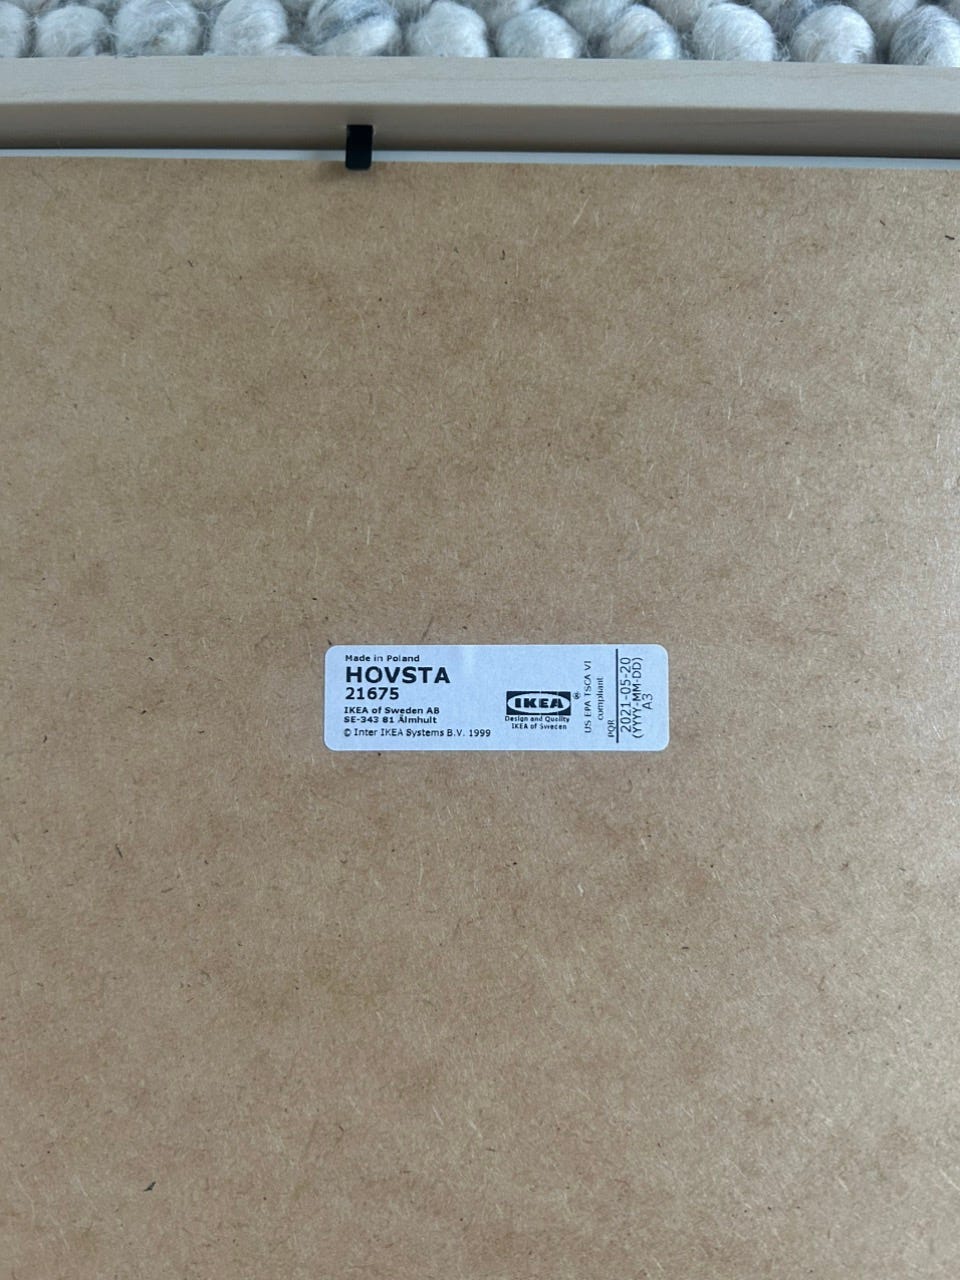 Made in Poland
HOVSTA
21675
IKEA of Sweden AB
SE-343 81 Älmhult
© Inter IKEA Systems B.V. 1999
IKEA ®
Design and Quality
IKEA of Sweden
US EPA TSCA VI
compliant
PQR
2021-05-20
(YYYY-MM-DD)
A3